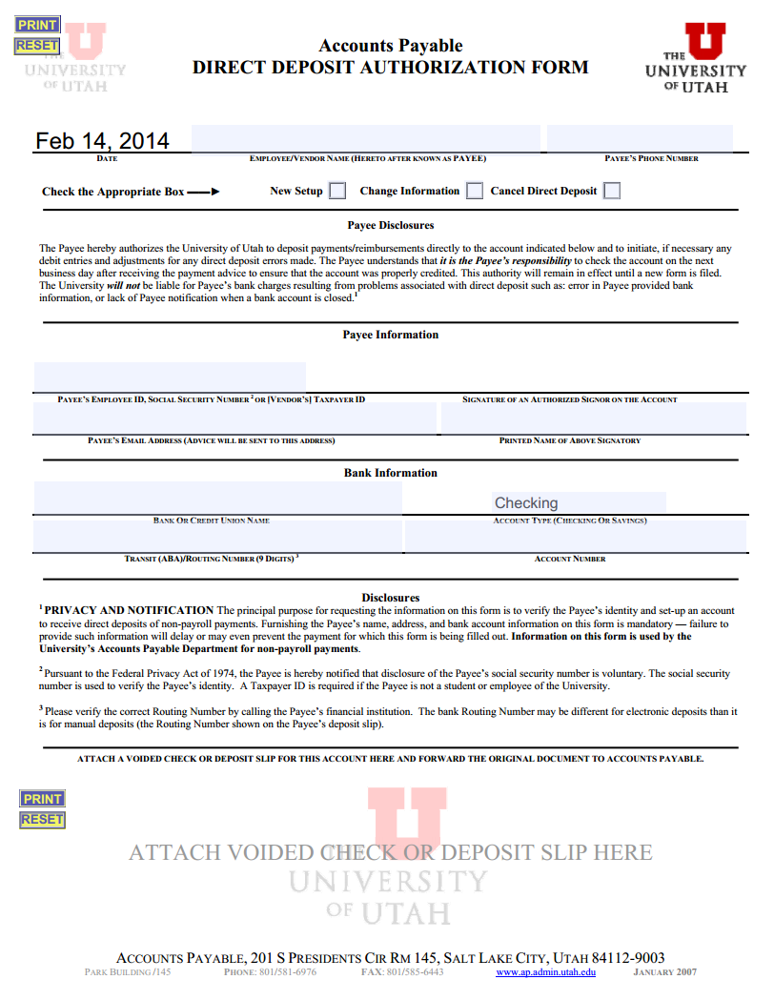 PRINT
RESET
THE
UNIVERSITY
OF UTAH
Accounts Payable
DIRECT DEPOSIT AUTHORIZATION FORM
THE
UNIVERSITY
OF UTAH
Feb 14, 2014
DATE EMPLOYEE/VENDOR NAME (HERETO AFTER KNOWN AS PAYEE) PAYEE'S PHONE NUMBER
Check the Appropriate Box New Setup Change Information Cancel Direct Deposit
Payee Disclosures
The Payee hereby authorizes the University of Utah to deposit payments/reimbursements directly to the account indicated below and to initiate, if necessary any
debit entries and adjustments for any direct deposit errors made. The Payee understands that it is the Payee's responsibility to check the account on the next
business day after receiving the payment advice to ensure that the account was properly credited. This authority will remain in effect until a new form is filed.
The University will not be liable for Payee's bank charges resulting from problems associated with direct deposit such as: error in Payee provided bank
information, or lack of Payee notification when a bank account is closed.1
Payee Information
PAYEE'S EMPLOYEE ID, SOCIAL SECURITY NUMBER 2 OR [VENDOR'S] TAXPAYER ID SIGNATURE OF AN AUTHORIZED SIGNOR ON THE ACCOUNT
PAYEE'S EMAIL ADDRESS (ADVICE WILL BE SENT TO THIS ADDRESS) PRINTED NAME OF ABOVE SIGNATORY
Bank Information
Checking
BANK OR CREDIT UNION NAME ACCOUNT TYPE (CHECKING OR SAVINGS)
TRANSIT (ABA)/ROUTING NUMBER (9 DIGITS) 3 ACCOUNT NUMBER
Disclosures
1 PRIVACY AND NOTIFICATION The principal purpose for requesting the information on this form is to verify the Payee's identity and set-up an account
to receive direct deposits of non-payroll payments. Furnishing the Payee's name, address, and bank account information on this form is mandatory — failure to
provide such information will delay or may even prevent the payment for which this form is being filled out. Information on this form is used by the
University's Accounts Payable Department for non-payroll payments.
2 Pursuant to the Federal Privacy Act of 1974, the Payee is hereby notified that disclosure of the Payee's social security number is voluntary. The social security
number is used to verify the Payee's identity. A Taxpayer ID is required if the Payee is not a student or employee of the University.
3 Please verify the correct Routing Number by calling the Payee's financial institution. The bank Routing Number may be different for electronic deposits than it
is for manual deposits (the Routing Number shown on the Payee's deposit slip).
ATTACH A VOIDED CHECK OR DEPOSIT SLIP FOR THIS ACCOUNT HERE AND FORWARD THE ORIGINAL DOCUMENT TO ACCOUNTS PAYABLE.
PRINT
RESET
ATTACH VOIDED CHECK OR DEPOSIT SLIP HERE
THE
UNIVERSITY
OF UTAH
ACCOUNTS PAYABLE, 201 S PRESIDENTS CIR RM 145, SALT LAKE CITY, UTAH 84112-9003
PARK BUILDING /145 PHONE: 801/581-6976 FAX: 801/585-6443 www.ap.admin.utah.edu JANUARY 2007